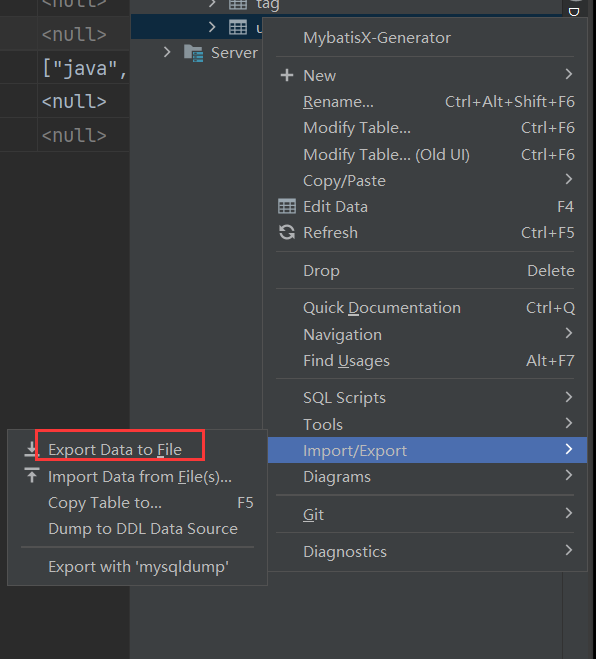 <null>
<null>
["java",
<null>
<null>
tag
u
Server
MybatisX-Generator
New
Rename... Ctrl+Alt+Shift+F6
Modify Table... Ctrl+F6
Modify Table... (Old UI) Ctrl+F6
Copy/Paste
Edit Data F4
Refresh Ctrl+F5
Drop Delete
Quick Documentation Ctrl+Q
Navigation
Find Usages Alt+F7
SQL Scripts
Tools
Import/Export
Diagrams
Git
Diagnostics
Export Data to File
Import Data from File(s)...
Copy Table to... F5
Dump to DDL Data Source
Export with 'mysqldump'
D